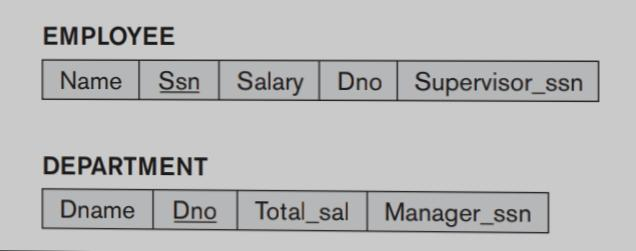 EMPLOYEE
Name Ssn Salary Dno Supervisor_ssn
DEPARTMENT
Dname Dno Total_sal Manager_ssn